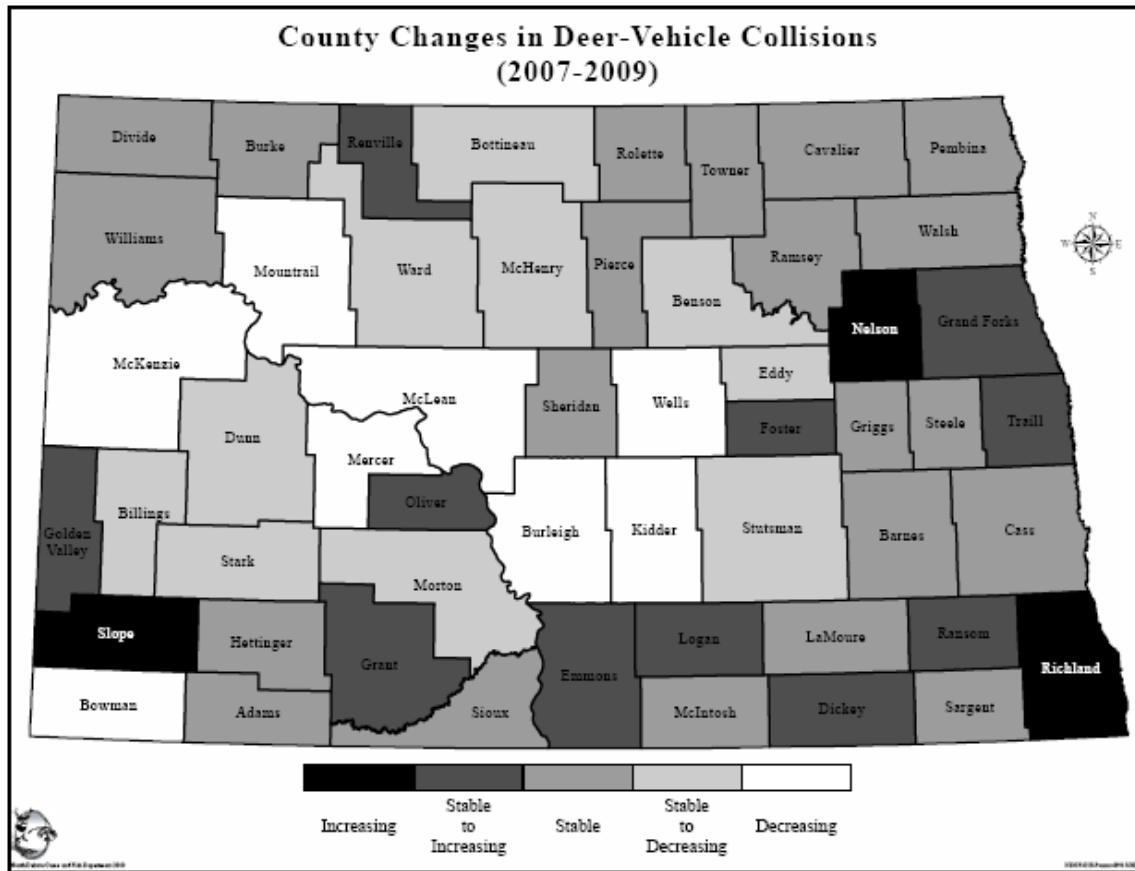 County Changes in Deer-Vehicle Collisions
(2007-2009)
Divide
Burke
Renville
Bottineau
Rolette
Towner
Cavalier
Pembina
Williams
Mountrail
Ward
McHenry
Pierce
Benson
Ramsey
Walsh
N
W
E
S
Nelson
Grand Forks
McKenzie
McLean
Sheridan
Wells
Eddy
Foster
Griggs
Steele
Traill
Dunn
Mercer
Oliver
Golden
Valley
Billings
Stark
Morton
Burleigh
Kidder
Stutsman
Barnes
Cass
Slope
Hettinger
Grant
Emmons
Logan
LaMoure
Ransom
Richland
Bowman
Adams
Sioux
McIntosh
Dickey
Sargent
Increasing
Stable
to
Increasing
Stable
Stable
to
Decreasing
Decreasing